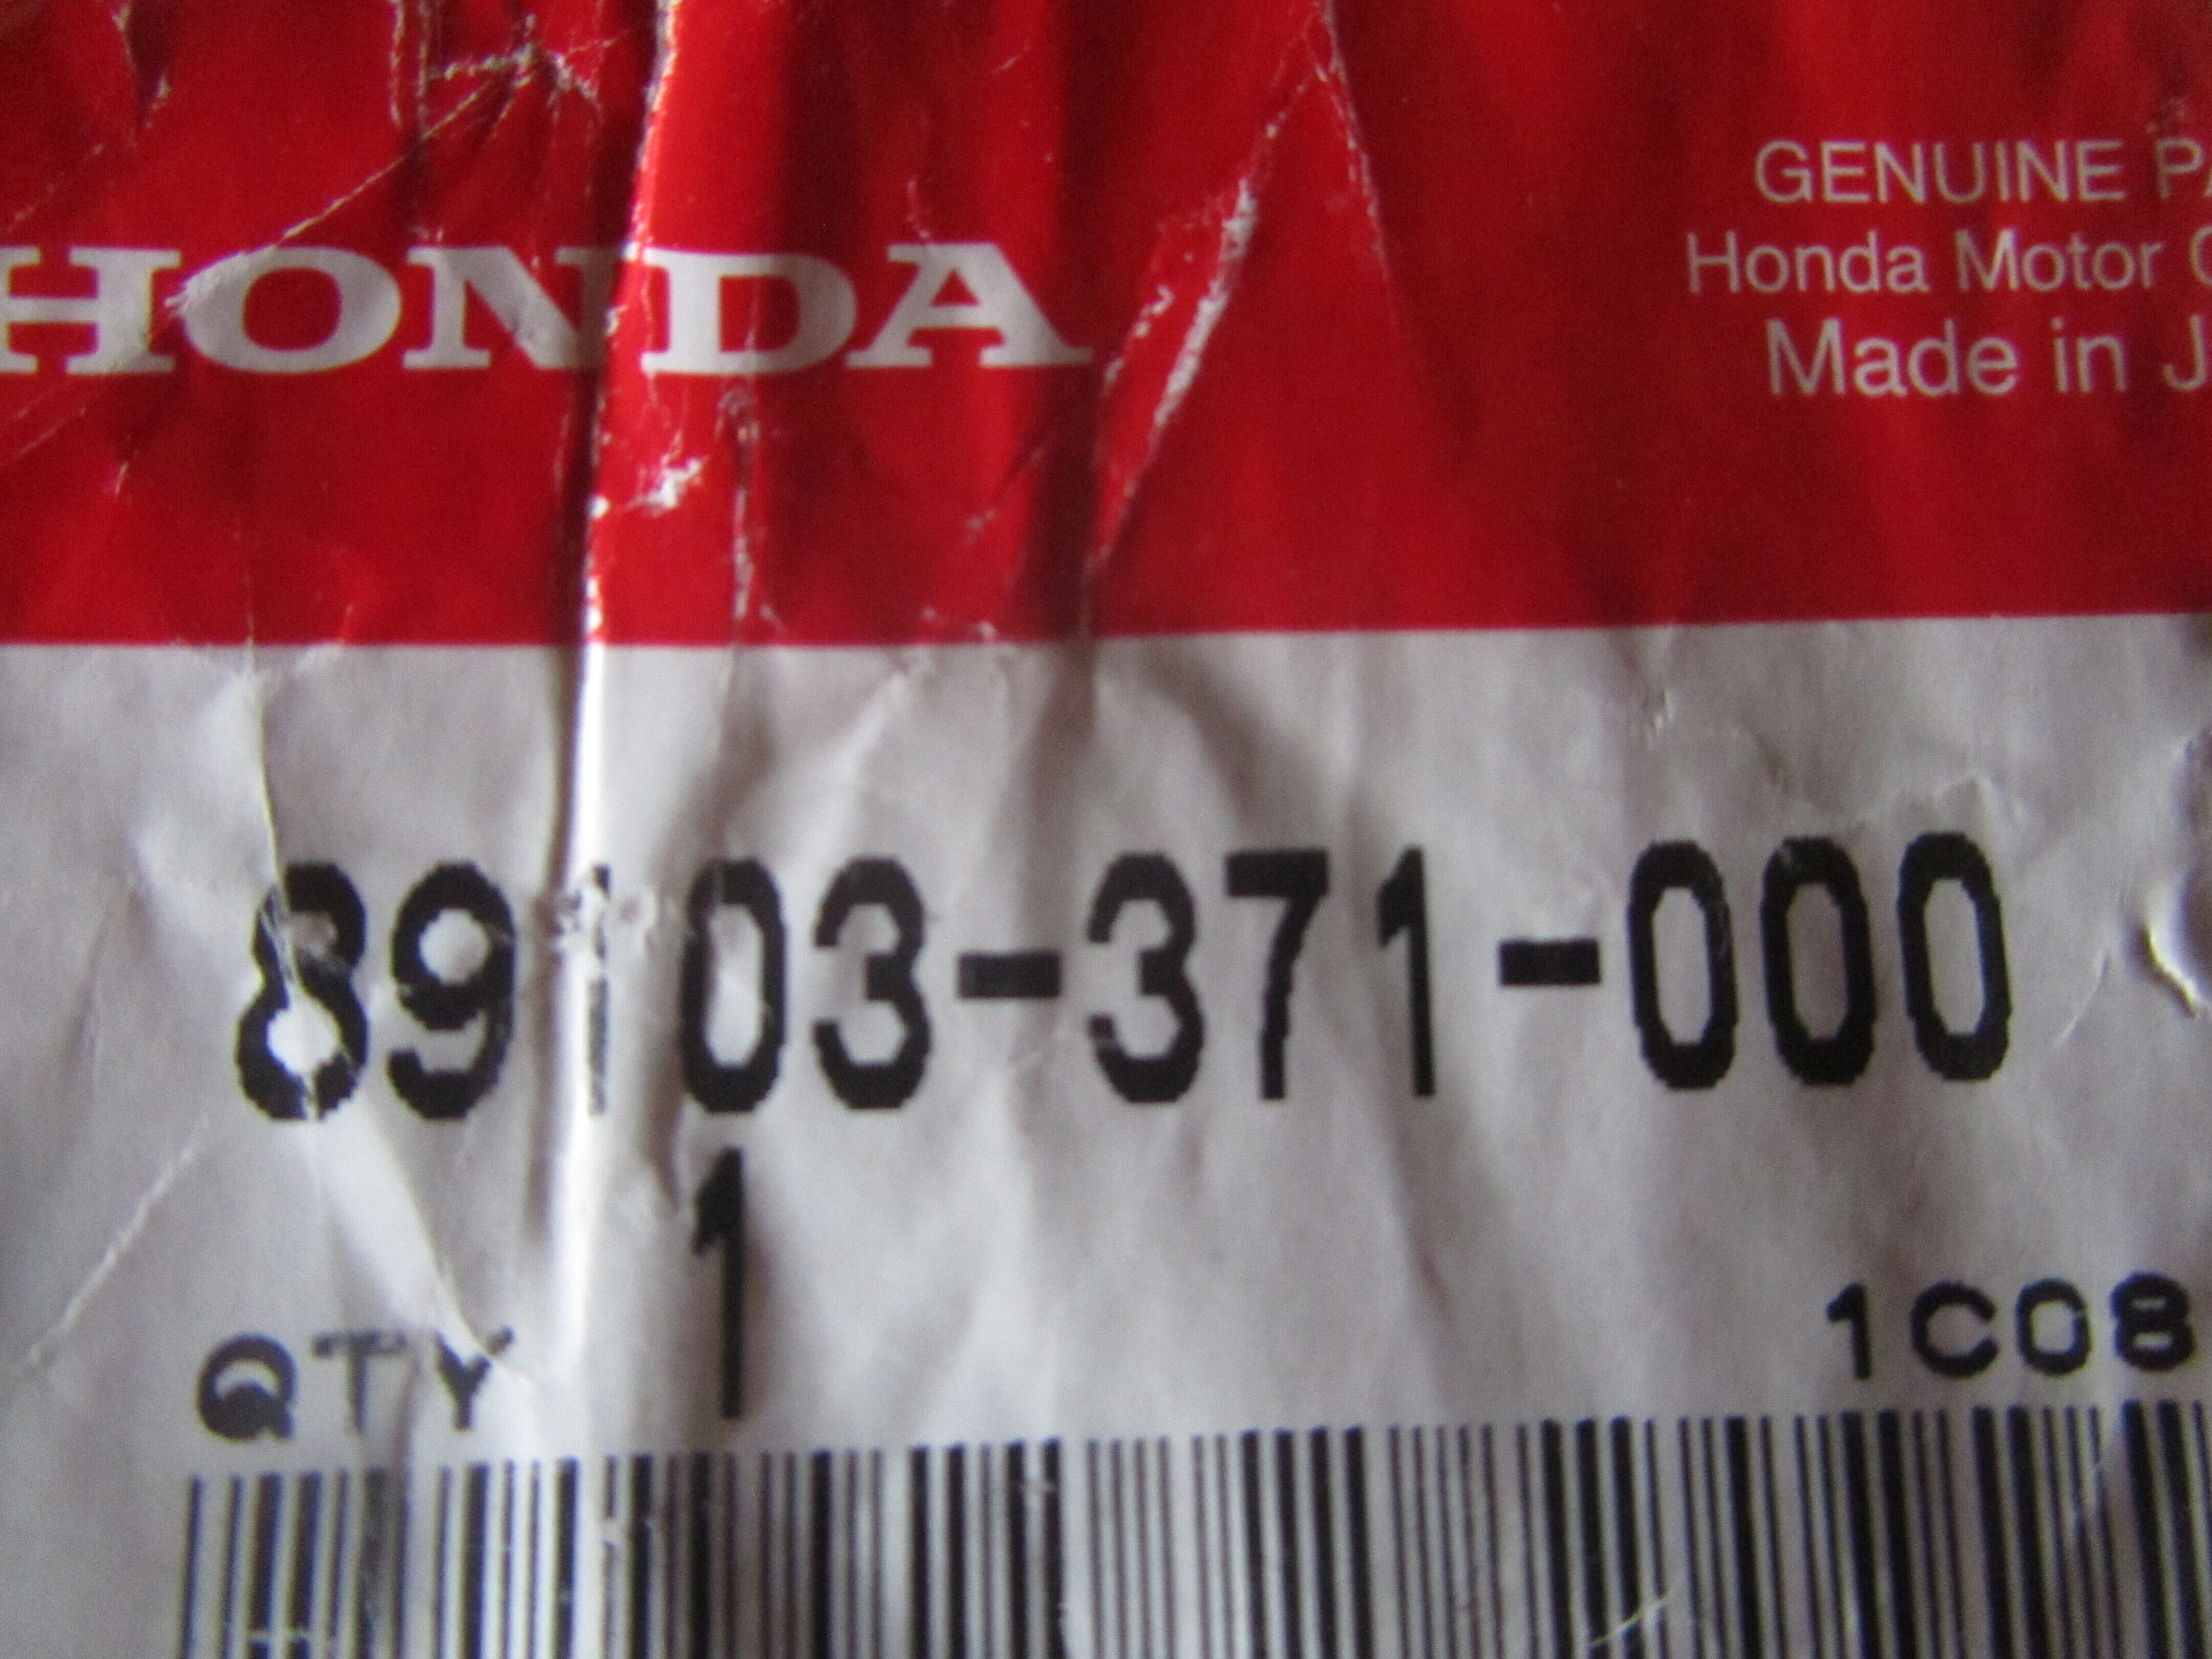 HONDA
GENUINE PA
Honda Motor C
Made in J
89103-371-000
QTY 1
1C08